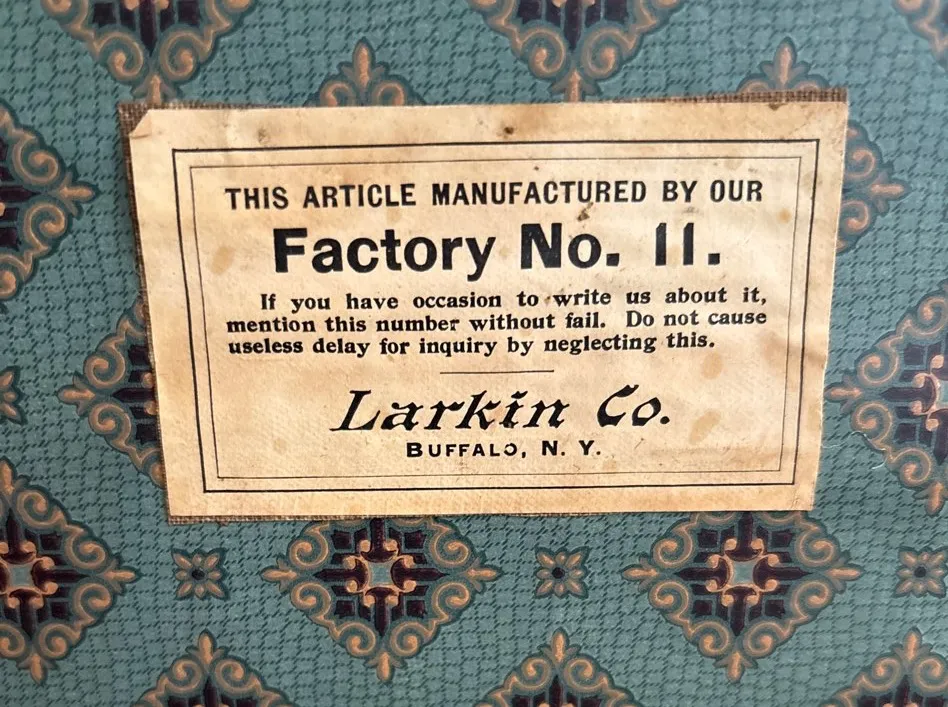 THIS ARTICLE MANUFACTURED BY OUR
Factory No. 11.
If you have occasion to write us about it,
mention this number without fail. Do not cause
useless delay for inquiry by neglecting this.
Larkin Co.
BUFFALO, N. Y.